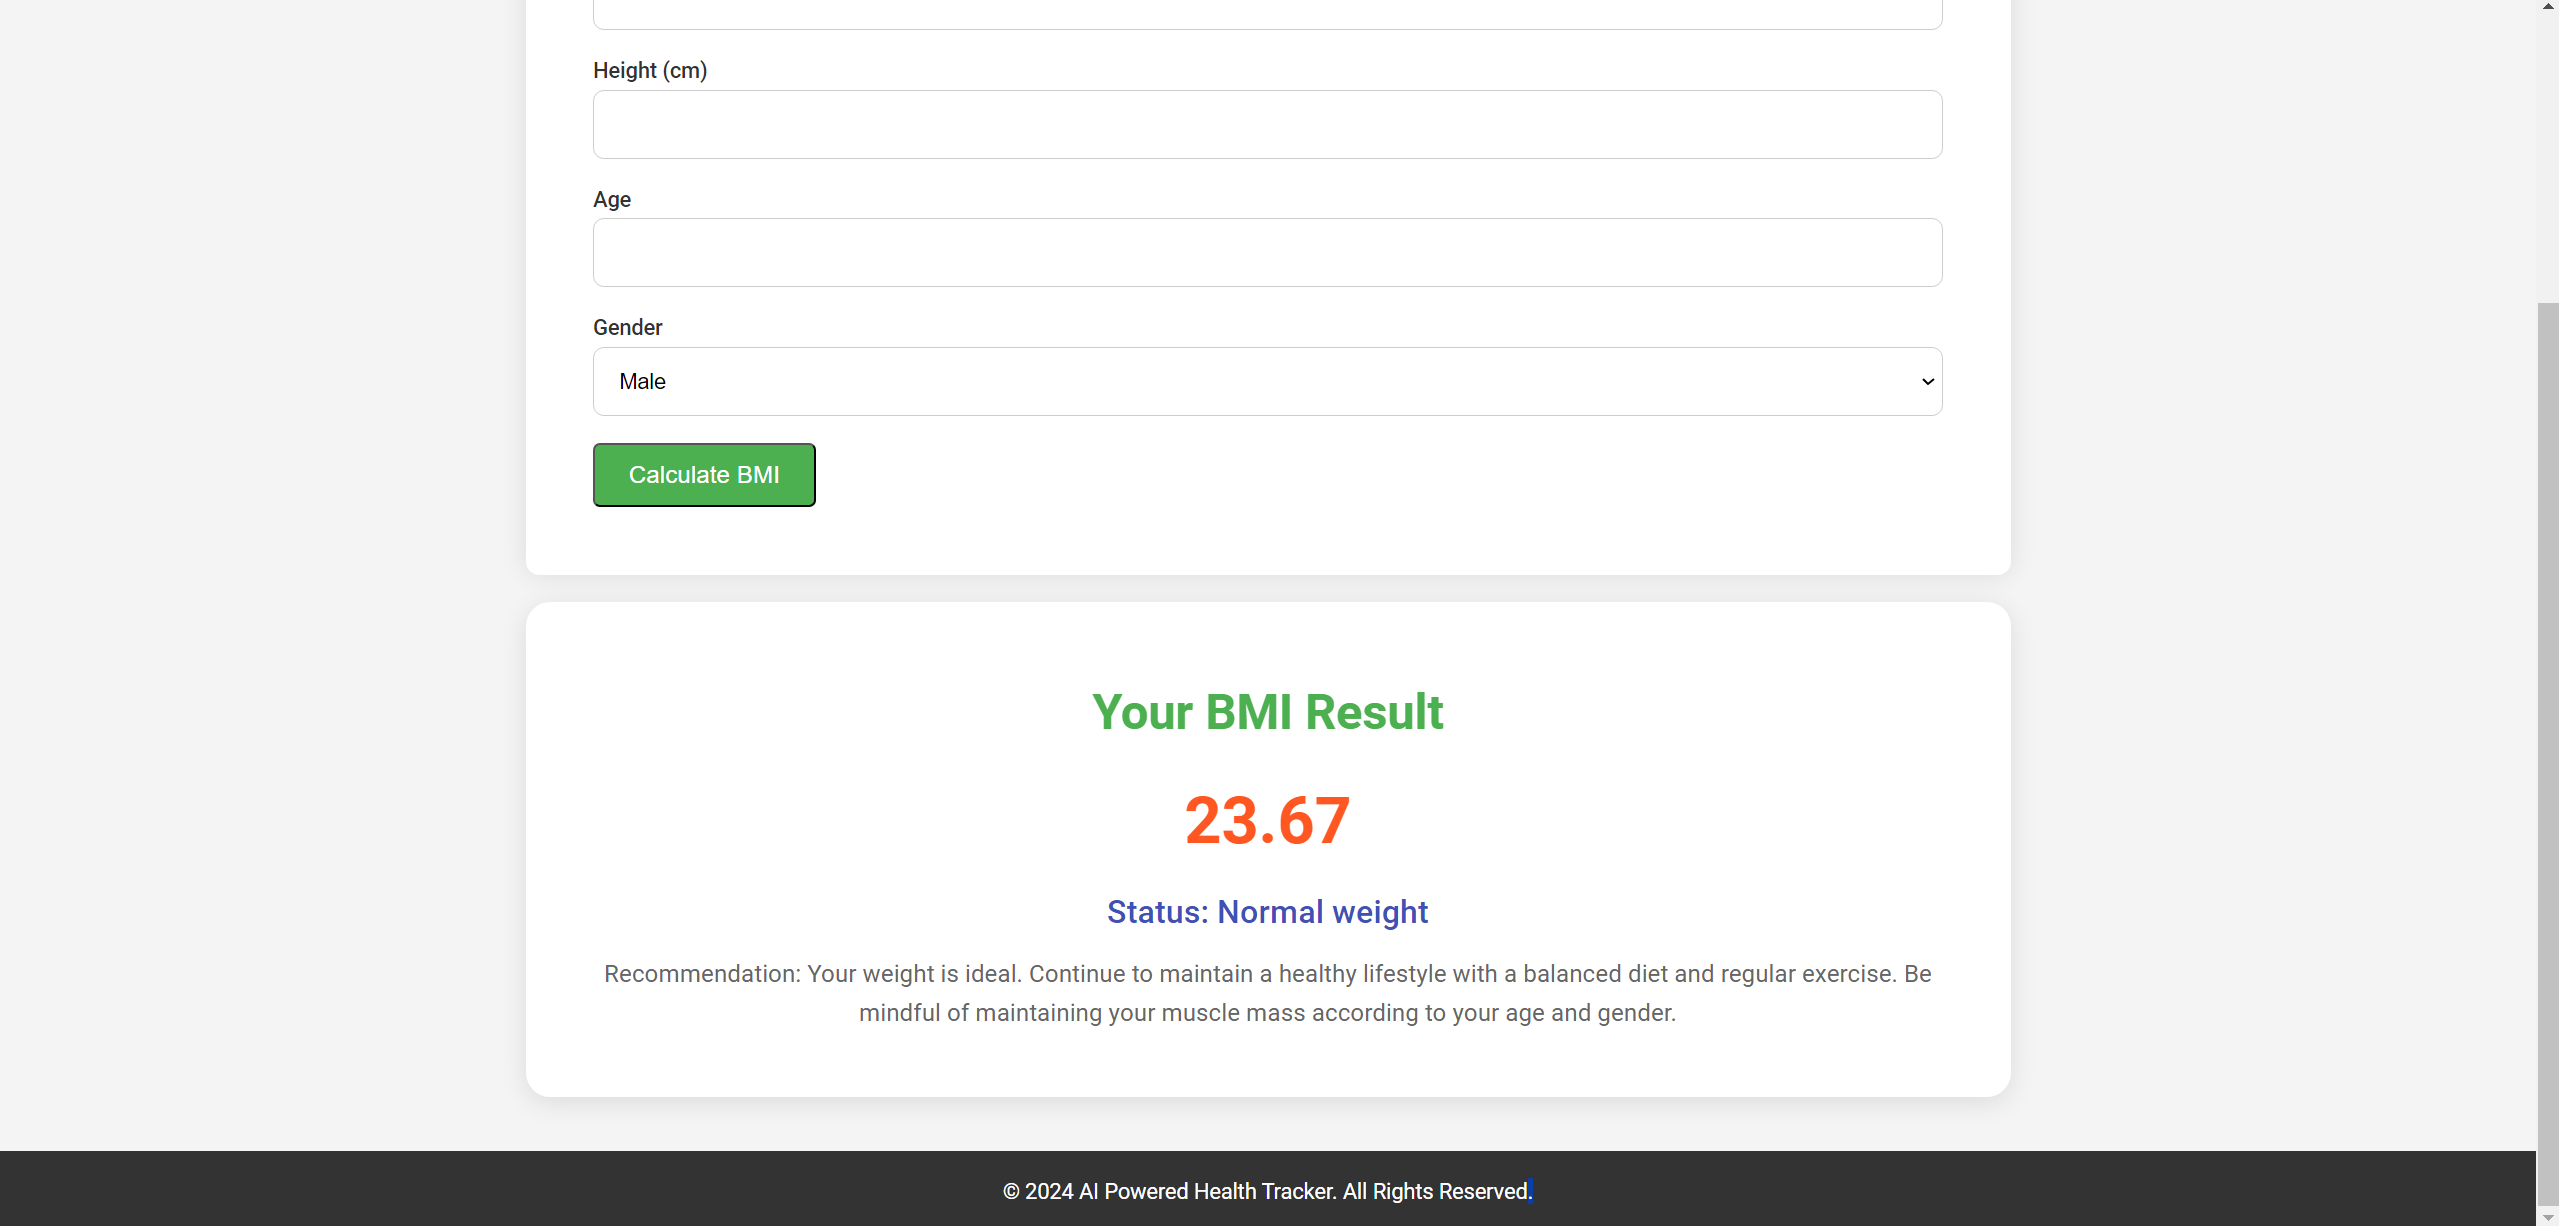 Height (cm)
Age
Gender
Male
Calculate BMI
Your BMI Result
23.67
Status: Normal weight
Recommendation: Your weight is ideal. Continue to maintain a healthy lifestyle with a balanced diet and regular exercise. Be
mindful of maintaining your muscle mass according to your age and gender.
© 2024 AI Powered Health Tracker. All Rights Reserved.